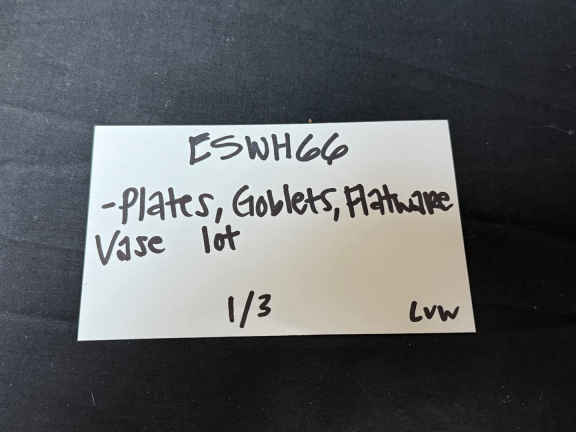 ESWH66
-Plates, Goblets, Flatware
Vase lot
1/3
LVW